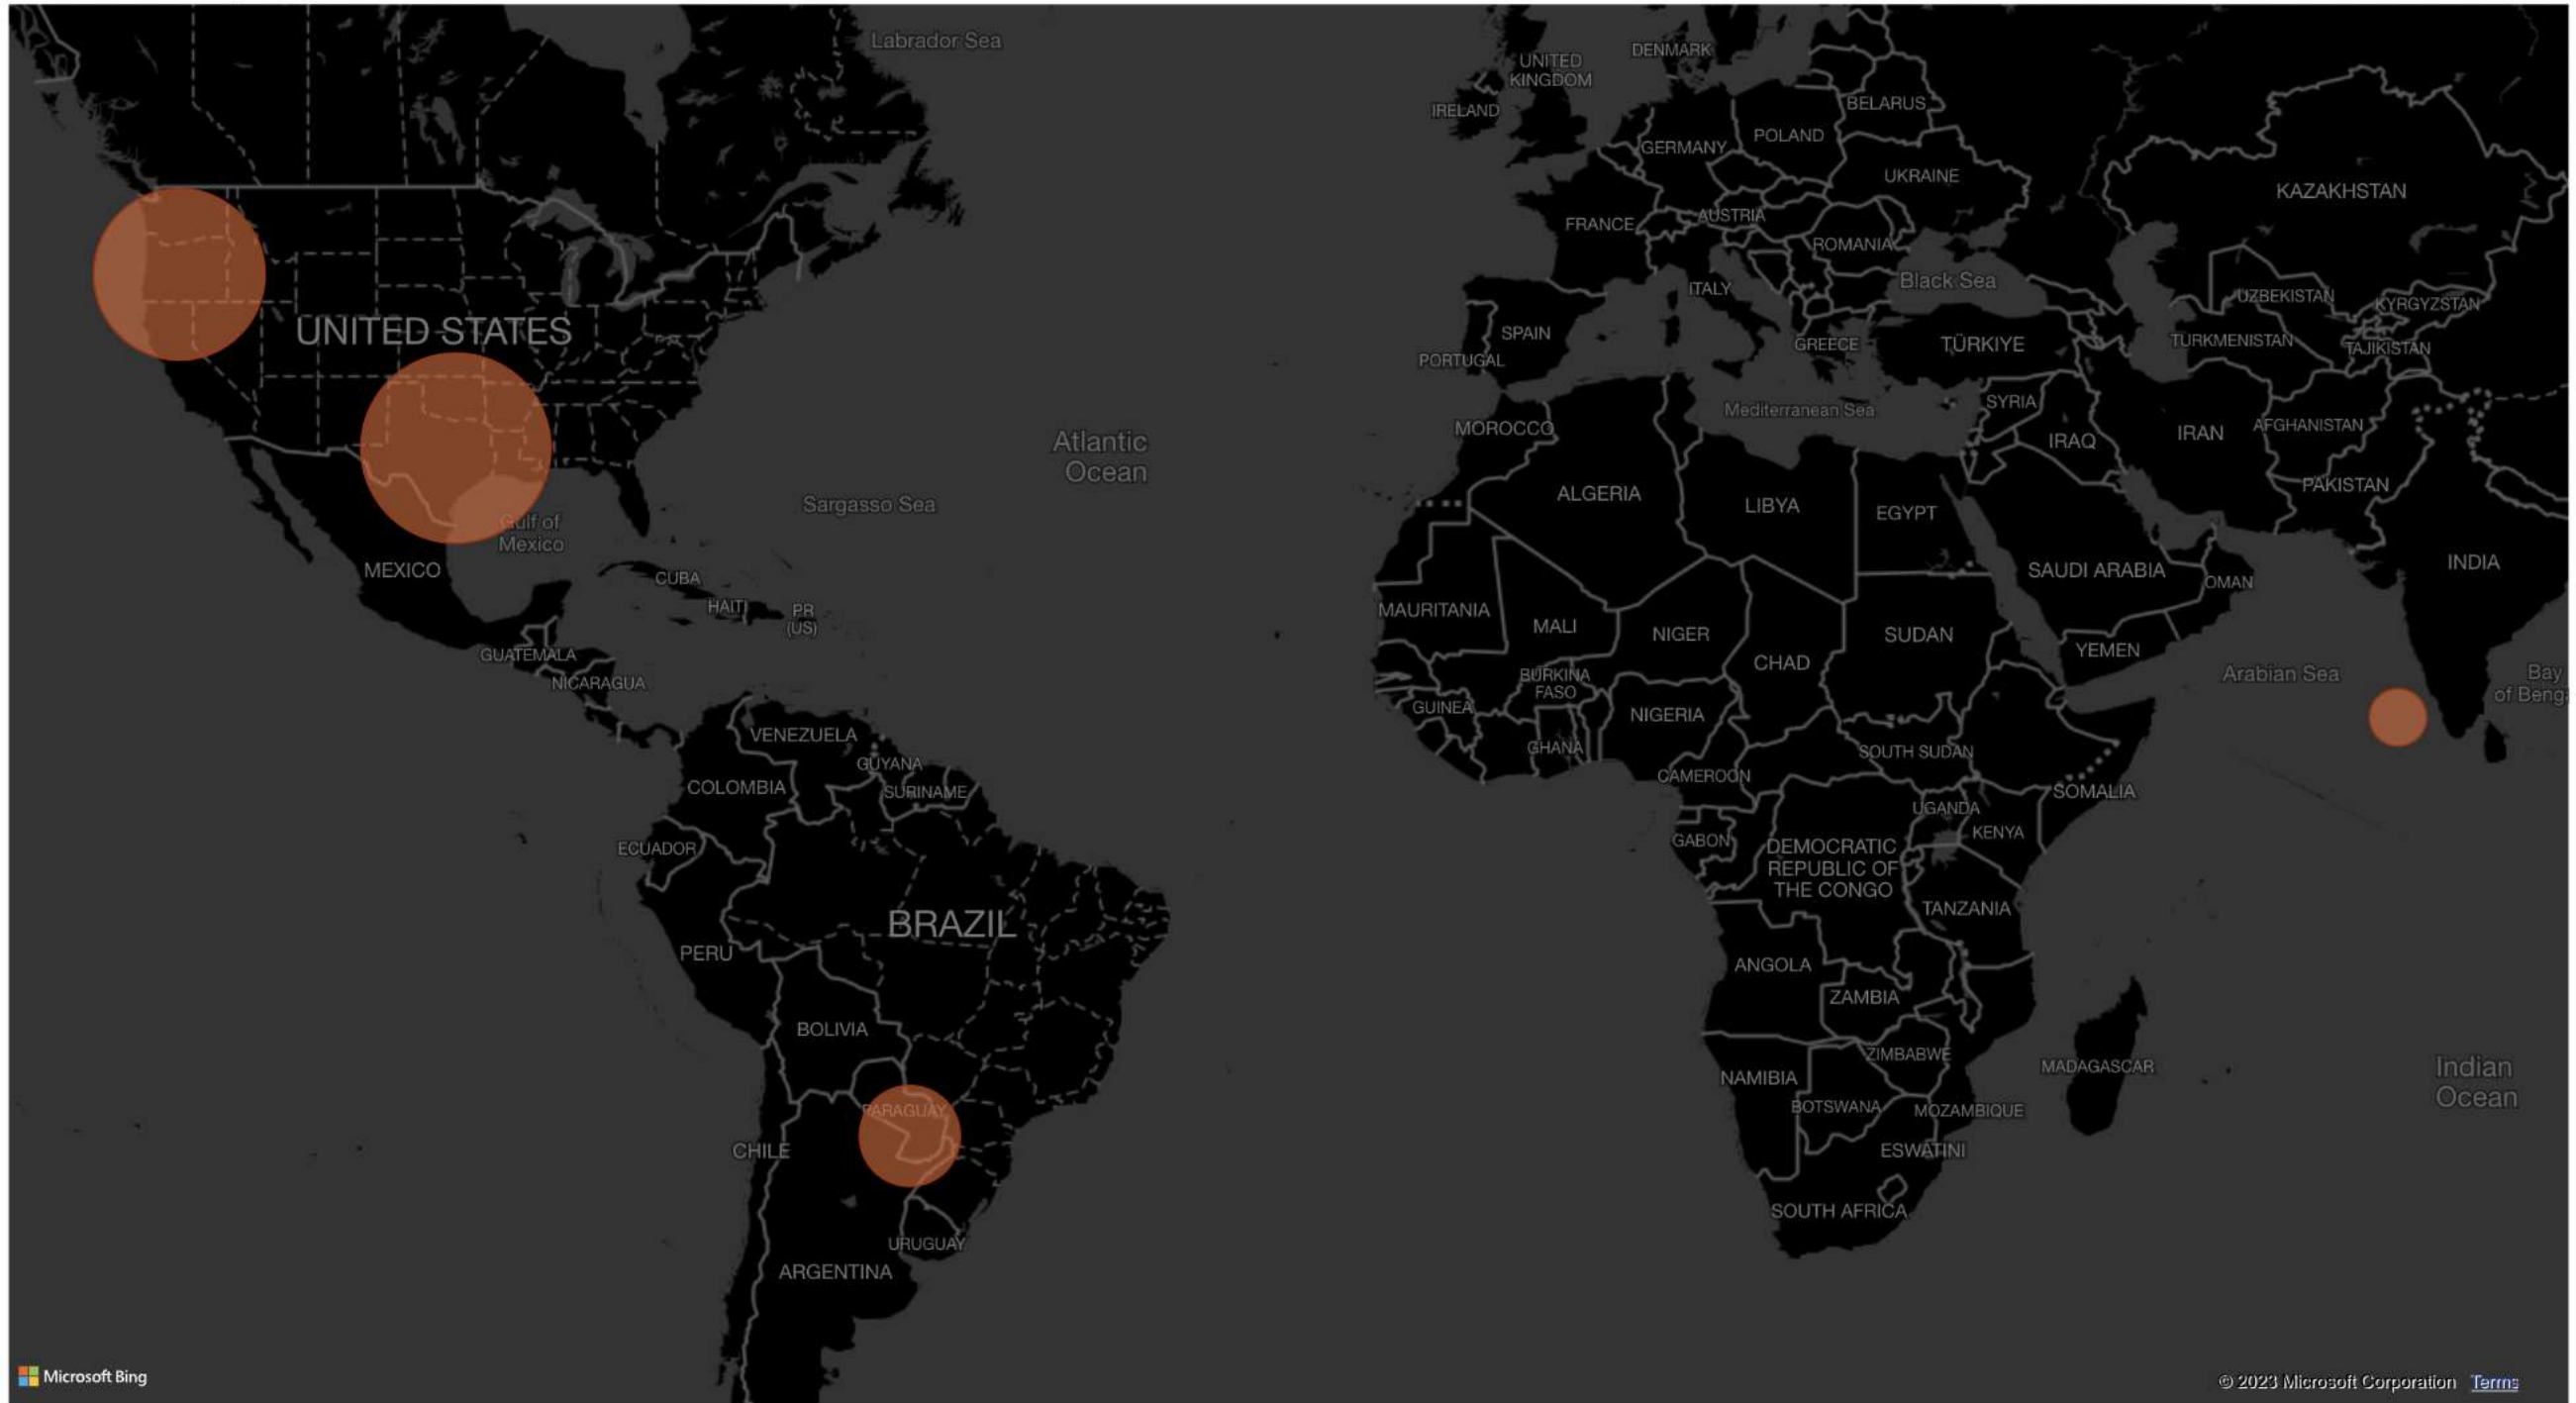 Labrador Sea
UNITED
KINGDOM
DENMARK
IRELAND
BELARUS
POLAND
GERMANY
UKRAINE
KAZAKHSTAN
FRANCE
AUSTRIA
ROMANIA
Black Sea
ITALY
UZBEKISTAN
KYRGYZSTAN
UNITED STATES
SPAIN
GREECE
TÜRKIYE
TURKMENISTAN
TAJIKISTAN
PORTUGAL
Mediterranean Sea
SYRIA
MOROCCO
IRAQ
IRAN
AFGHANISTAN
Atlantic
Ocean
PAKISTAN
ALGERIA
LIBYA
EGYPT
Sargasso Sea
Gulf of
Mexico
MEXICO
CUBA
SAUDI ARABIA
OMAN
INDIA
HAITI
PR
(US)
MAURITANIA
MALI
NIGER
SUDAN
GUATEMALA
YEMEN
CHAD
NICARAGUA
BURKINA
FASO
Arabian Sea
Bay
of Beng
GUINEA
NIGERIA
VENEZUELA
GHANA
SOUTH SUDAN
GUYANA
CAMEROON
COLOMBIA
SURINAME
SOMALIA
UGANDA
KENYA
ECUADOR
GABON
DEMOCRATIC
REPUBLIC OF
THE CONGO
BRAZIL
TANZANIA
PERU
ANGOLA
ZAMBIA
BOLIVIA
ZIMBABWE
MADAGASCAR
Indian
Ocean
NAMIBIA
PARAGUAY
BOTSWANA
MOZAMBIQUE
CHILE
ESWATINI
SOUTH AFRICA
URUGUAY
ARGENTINA
Microsoft Bing
© 2023 Microsoft Corporation Terms